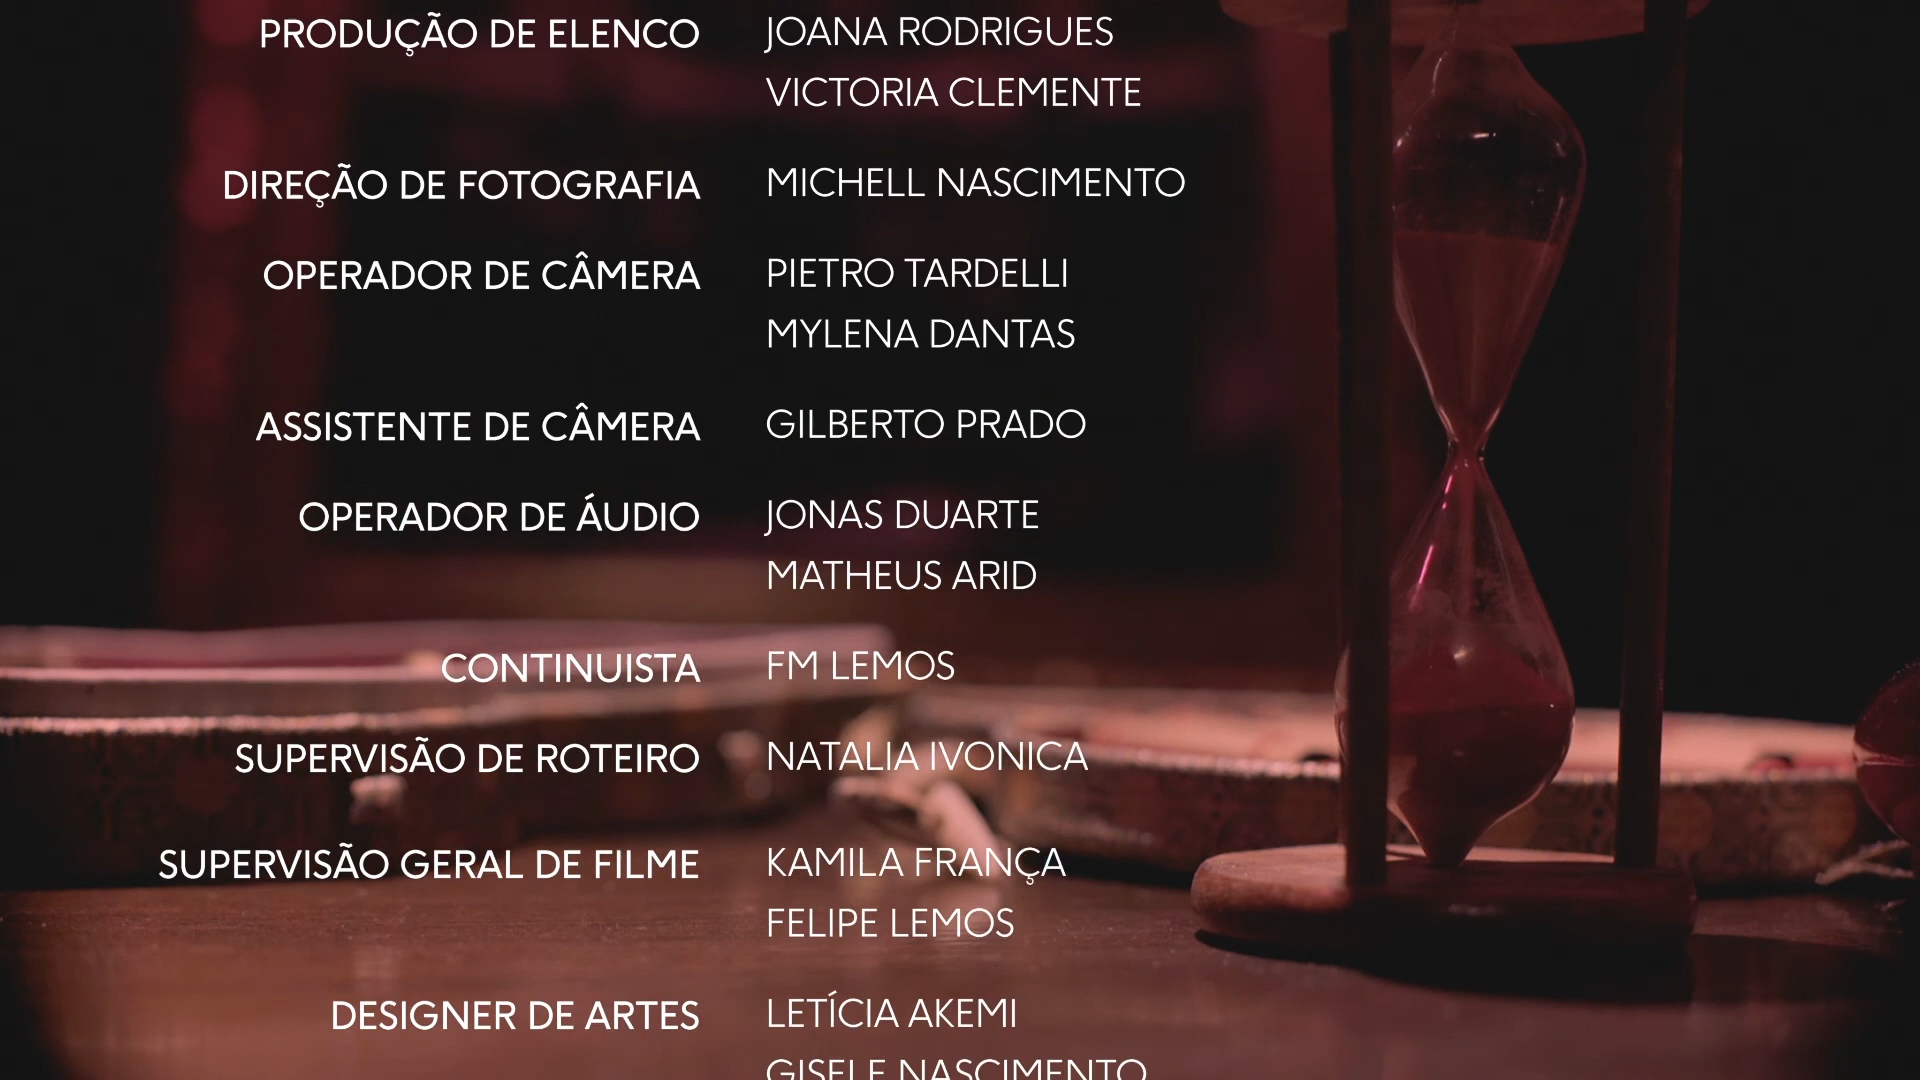 PRODUÇÃO DE ELENCO JOANA RODRIGUES
VICTORIA CLEMENTE
DIREÇÃO DE FOTOGRAFIA MICHELL NASCIMENTO
OPERADOR DE CÂMERA PIETRO TARDELLI
MYLENA DANTAS
ASSISTENTE DE CÂMERA GILBERTO PRADO
OPERADOR DE ÁUDIO JONAS DUARTE
MATHEUS ARID
CONTINUISTA FM LEMOS
SUPERVISÃO DE ROTEIRO NATALIA IVONICA
SUPERVISÃO GERAL DE FILME KAMILA FRANÇA
FELIPE LEMOS
DESIGNER DE ARTES LETÍCIA AKEMI
GISELE NASCIMENTO